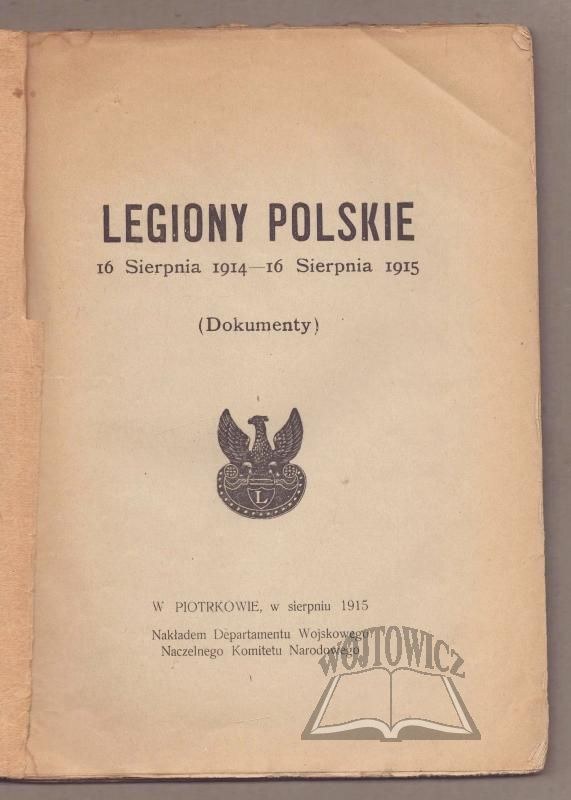 LEGIONY POLSKIE
16 Sierpnia 1914—16 Sierpnia 1915
(Dokumenty)
L
W PIOTRKOWIE, w sierpniu 1915
Nakładem Departamentu Wojskowego
Naczelnego Komitetu Narodowego
WÓJTOWICZ